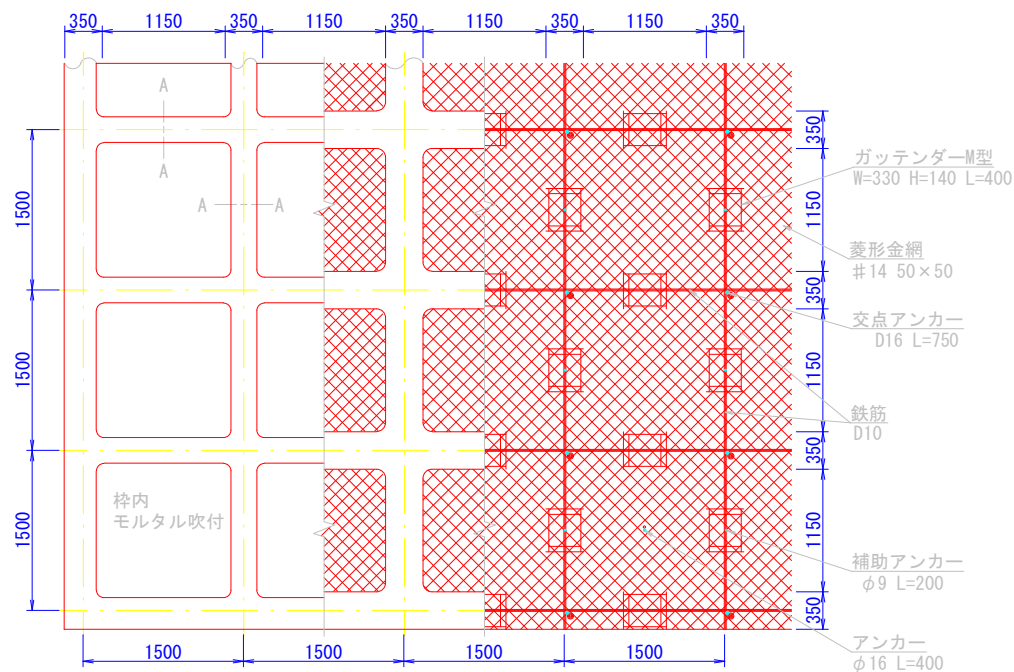 350 1150 350 1150 350 1150 350 1150 350
A
A
A A
350
1150
350
1150
350
1150
350
1500
1500
1500
ガッテンダーM型
W=330 H=140 L=400
菱形金網
#14 50×50
交点アンカー
D16 L=750
鉄筋
D10
枠内
モルタル吹付
補助アンカー
φ9 L=200
アンカー
φ16 L=400
1500 1500 1500 1500